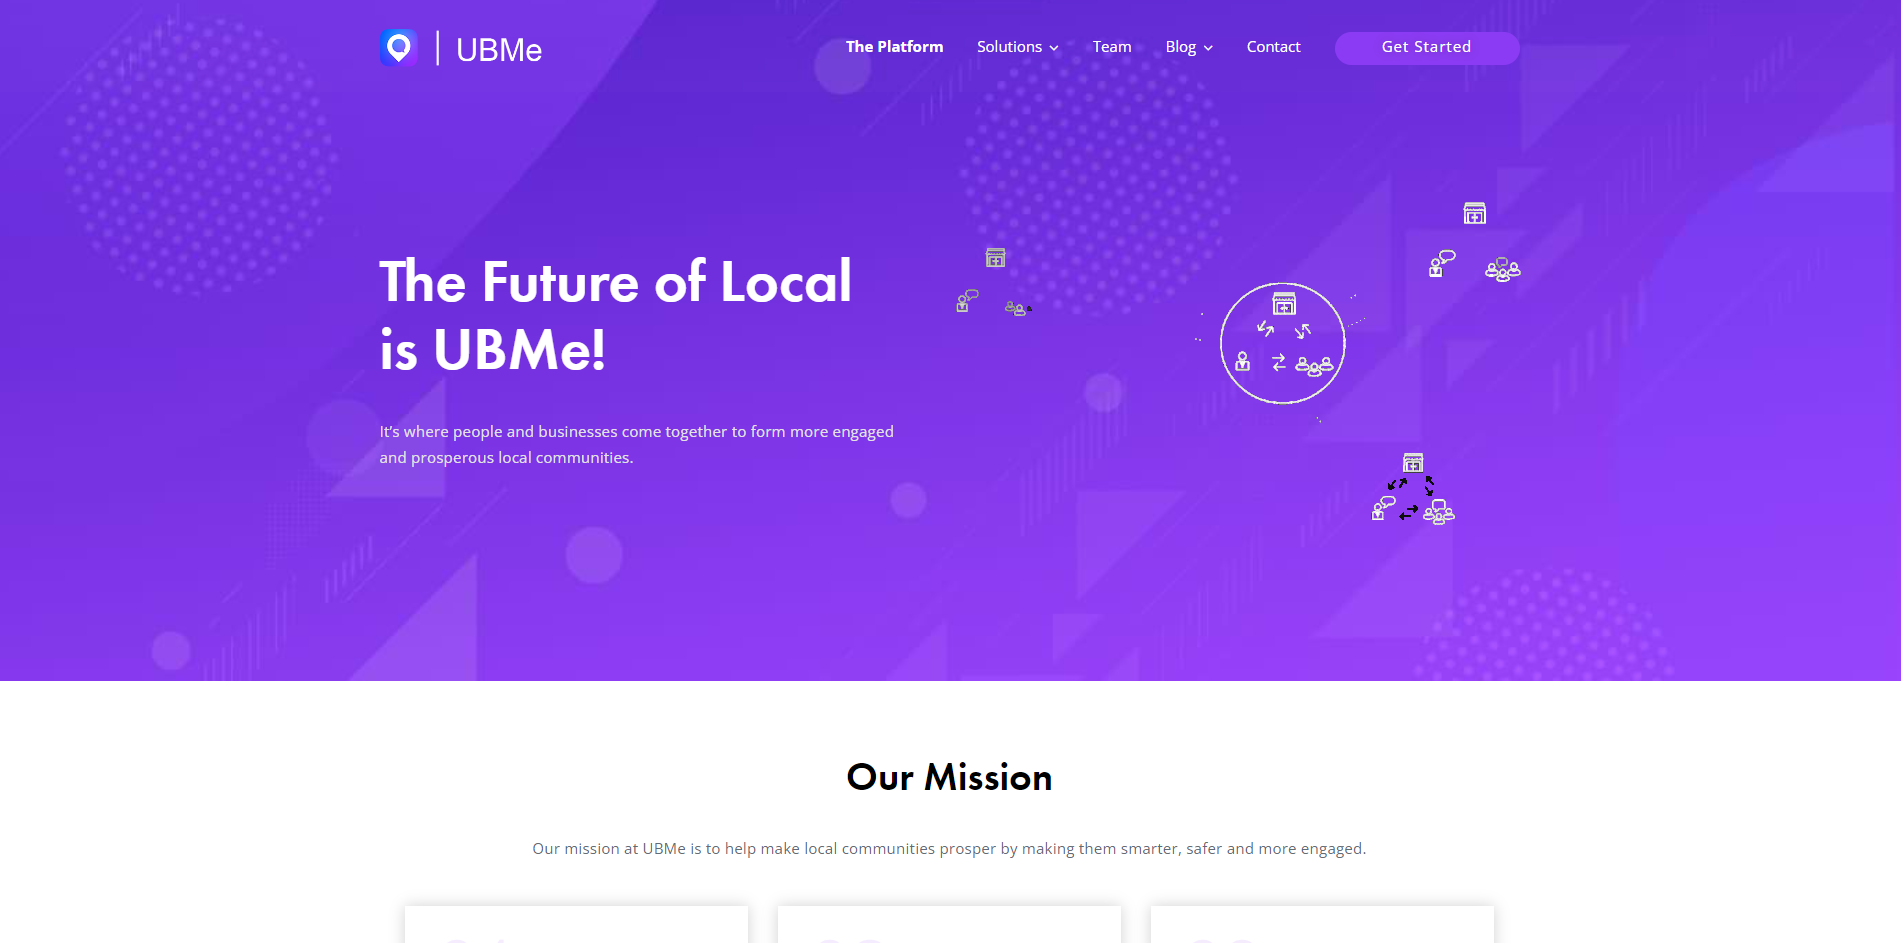 UBMe
The Platform
Solutions
Team
Blog
Contact
Get Started
The Future of Local
is UBMe!
It's where people and businesses come together to form more engaged
and prosperous local communities.
Our Mission
Our mission at UBMe is to help make local communities prosper by making them smarter, safer and more engaged.